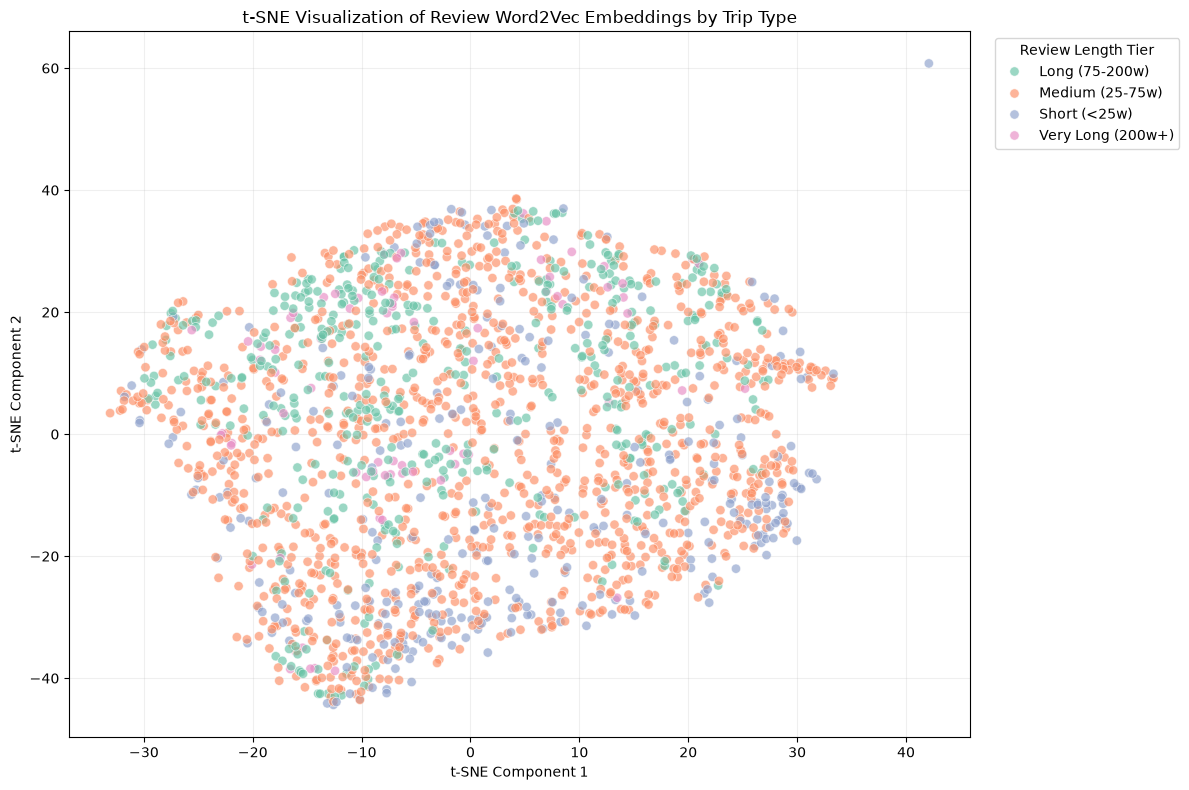 t-SNE Visualization of Review Word2Vec Embeddings by Trip Type
Review Length Tier
Long (75-200w)
Medium (25-75w)
Short (<25w)
Very Long (200w+)
t-SNE Component 2
60
40
20
0
−20
−40
−30
−20
−10
0
10
20
30
40
t-SNE Component 1